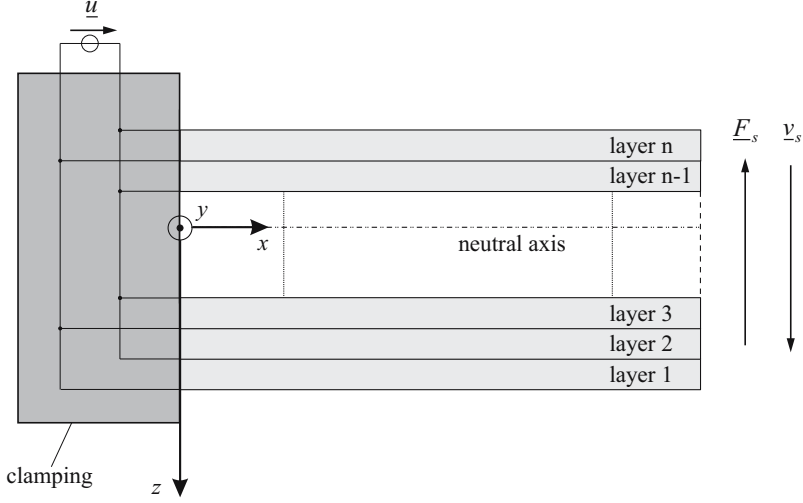 u
layer n
F_s
v_s
layer n-1
y
x
neutral axis
layer 3
layer 2
layer 1
clamping
z